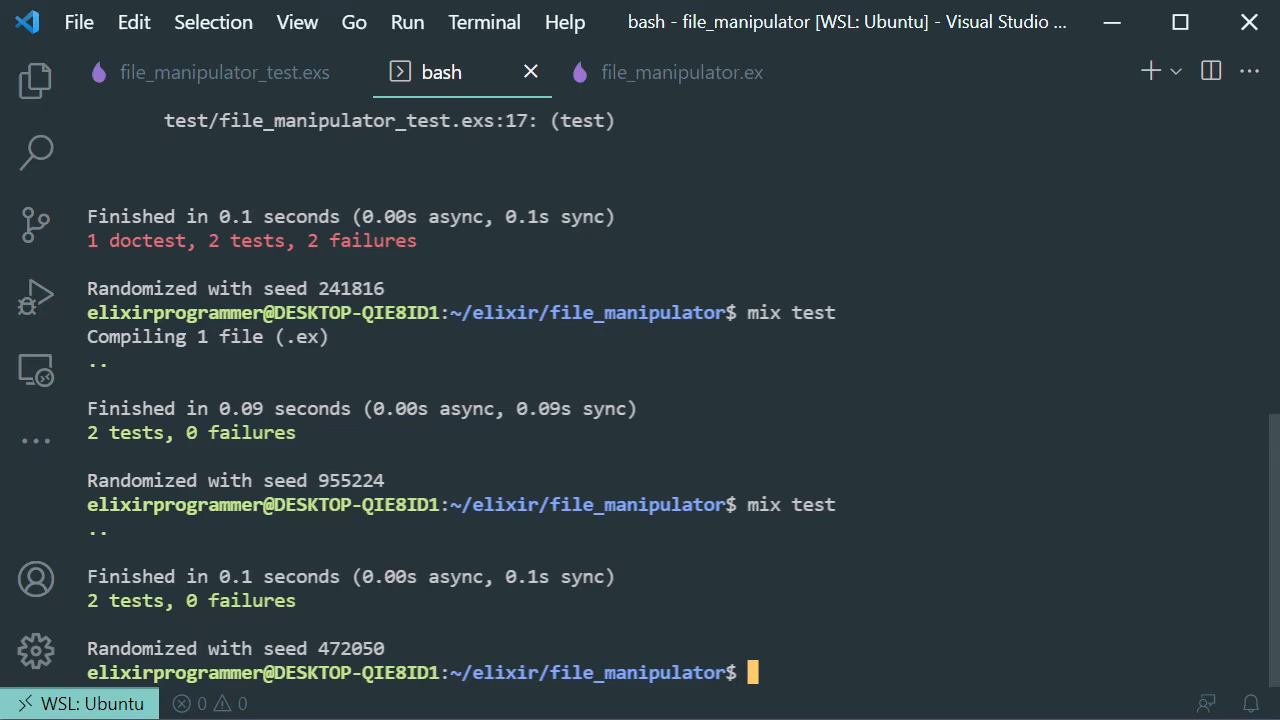 File Edit Selection View Go Run Terminal Help bash - file_manipulator [WSL: Ubuntu] - Visual Studio ...
file_manipulator_test.exs bash file_manipulator.ex
test/file_manipulator_test.exs:17: (test)
Finished in 0.1 seconds (0.00s async, 0.1s sync)
1 doctest, 2 tests, 2 failures
Randomized with seed 241816
elixirprogrammer@DESKTOP-QIE8ID1:~/elixir/file_manipulator$ mix test
Compiling 1 file (.ex)
..
Finished in 0.09 seconds (0.00s async, 0.09s sync)
2 tests, 0 failures
Randomized with seed 955224
elixirprogrammer@DESKTOP-QIE8ID1:~/elixir/file_manipulator$ mix test
..
Finished in 0.1 seconds (0.00s async, 0.1s sync)
2 tests, 0 failures
Randomized with seed 472050
elixirprogrammer@DESKTOP-QIE8ID1:~/elixir/file_manipulator$
WSL: Ubuntu 0 0